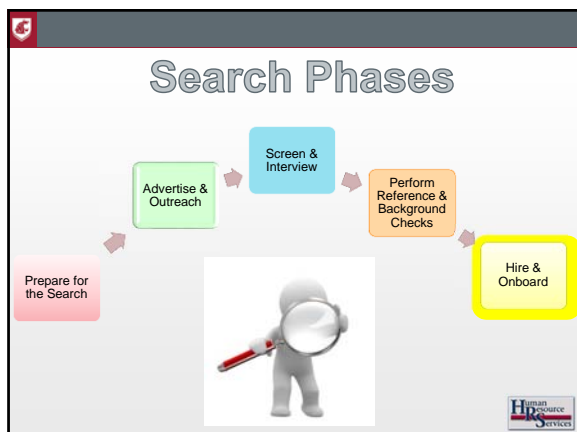 Search Phases
Prepare for
the Search
Advertise &
Outreach
Screen &
Interview
Perform
Reference &
Background
Checks
Hire &
Onboard
Human
Resource
Services